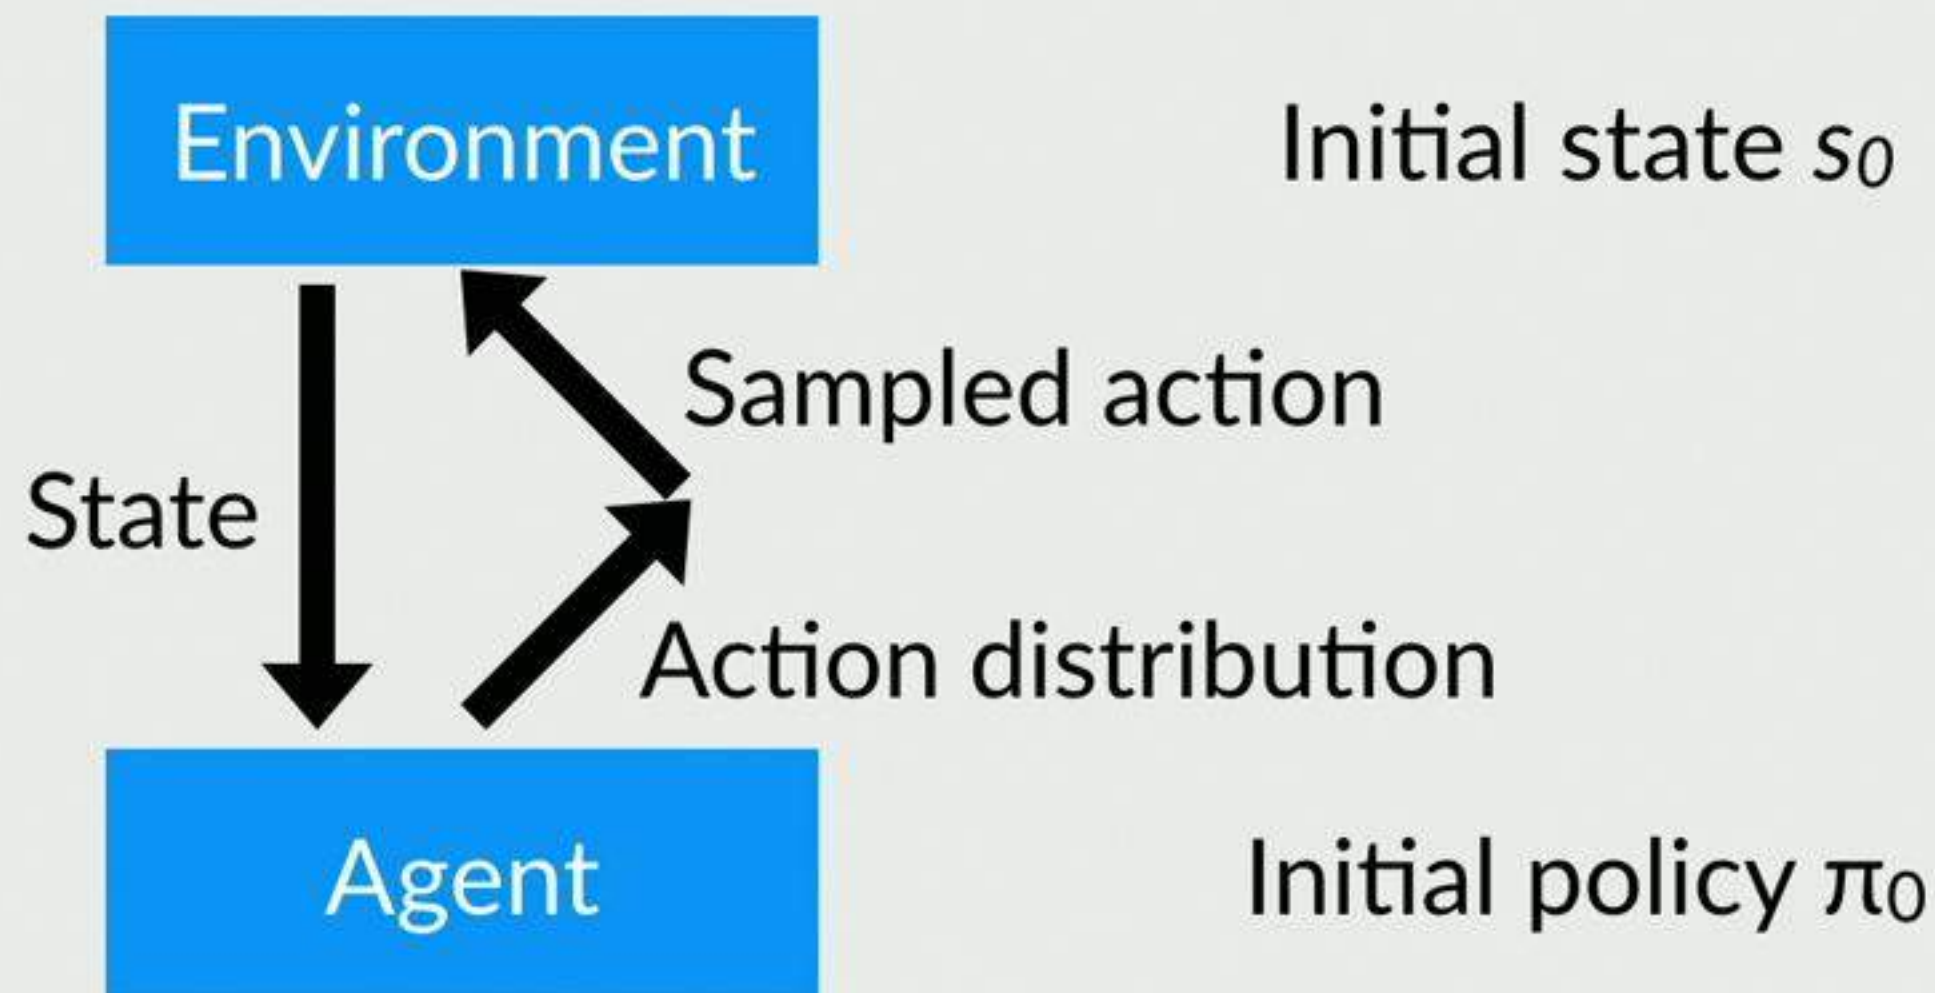 Environment
Initial state s₀
Sampled action
State
Action distribution
Agent
Initial policy π₀